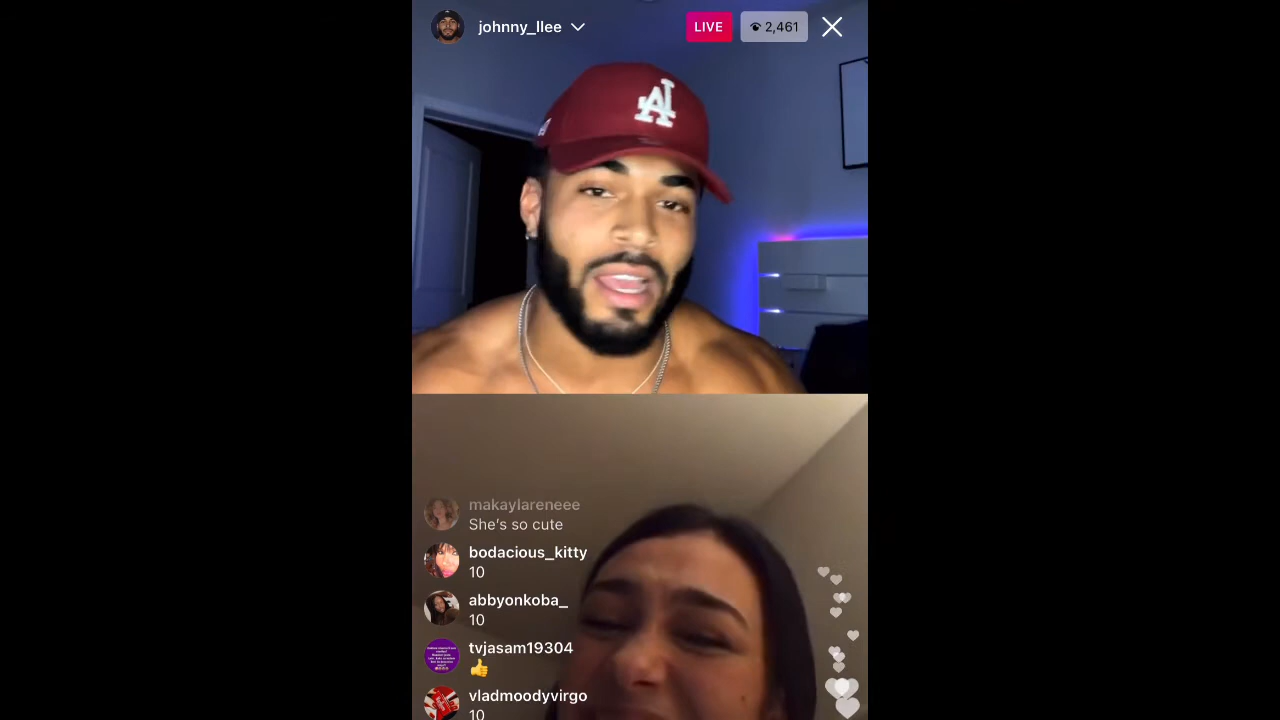 johnny_llee
LIVE
2,461
LA
makaylareneee
She's so cute
bodacious_kitty
10
abbyonkoba_
10
tvjasam19304
👍
vladmoodyvirgo
10